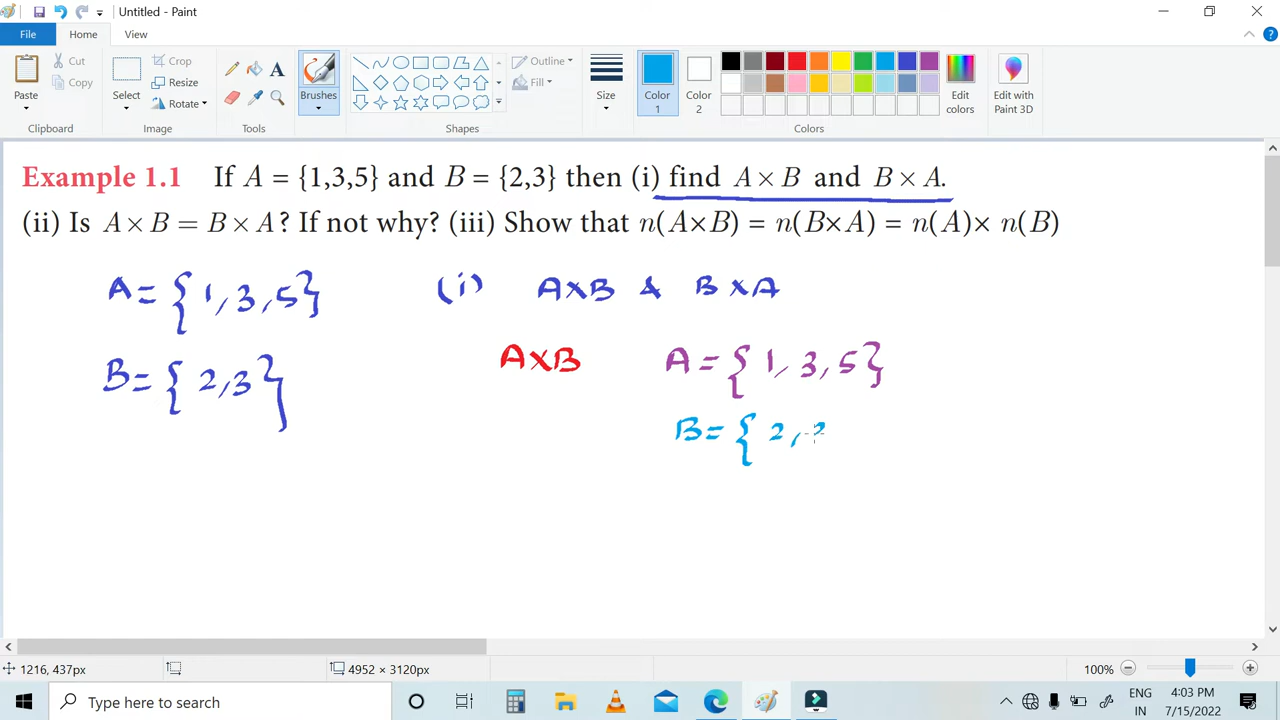 Untitled - Paint
File Home View
Paste Cut Copy Select Crop Resize Rotate Brushes Outline Fill Size Color 1 Color 2 Edit colors Edit with Paint 3D
Clipboard Image Tools Shapes Colors
Example 1.1 If A = {1,3,5} and B = {2,3} then (i) find A × B and B × A.
(ii) Is A × B = B × A? If not why? (iii) Show that n(A×B) = n(B×A) = n(A)× n(B)
A = {1, 3, 5} (i) A×B & B×A
A×B A = {1, 3, 5}
B = {2, 3}
B = { 2,
1216, 437px 4952 × 3120px 100%
Type here to search ENG IN 4:03 PM 7/15/2022